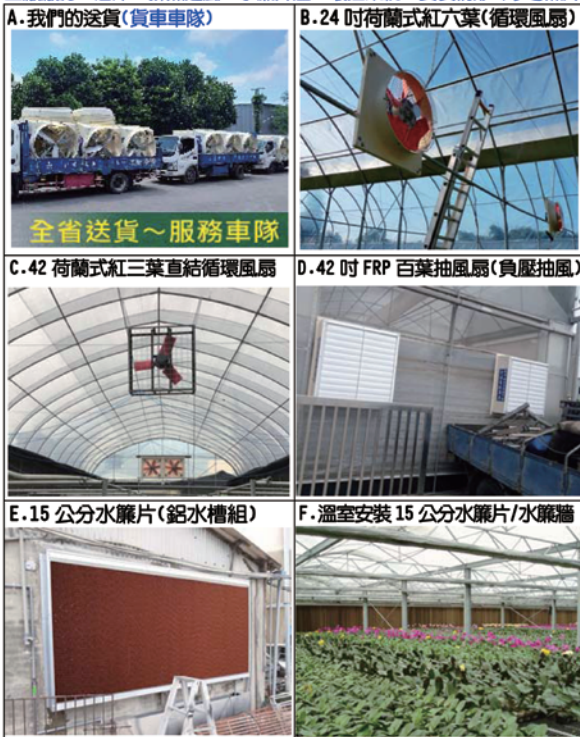 A.我們的送貨(貨車車隊)
B.24 吋荷蘭式紅六葉(循環風扇)
全省送貨～服務車隊
C.42 荷蘭式紅三葉直結循環風扇
D.42 吋 FRP 百葉抽風扇(負壓抽風)
E.15 公分水簾片(鋁水槽組)
F.溫室安裝 15 公分水簾片/水簾牆